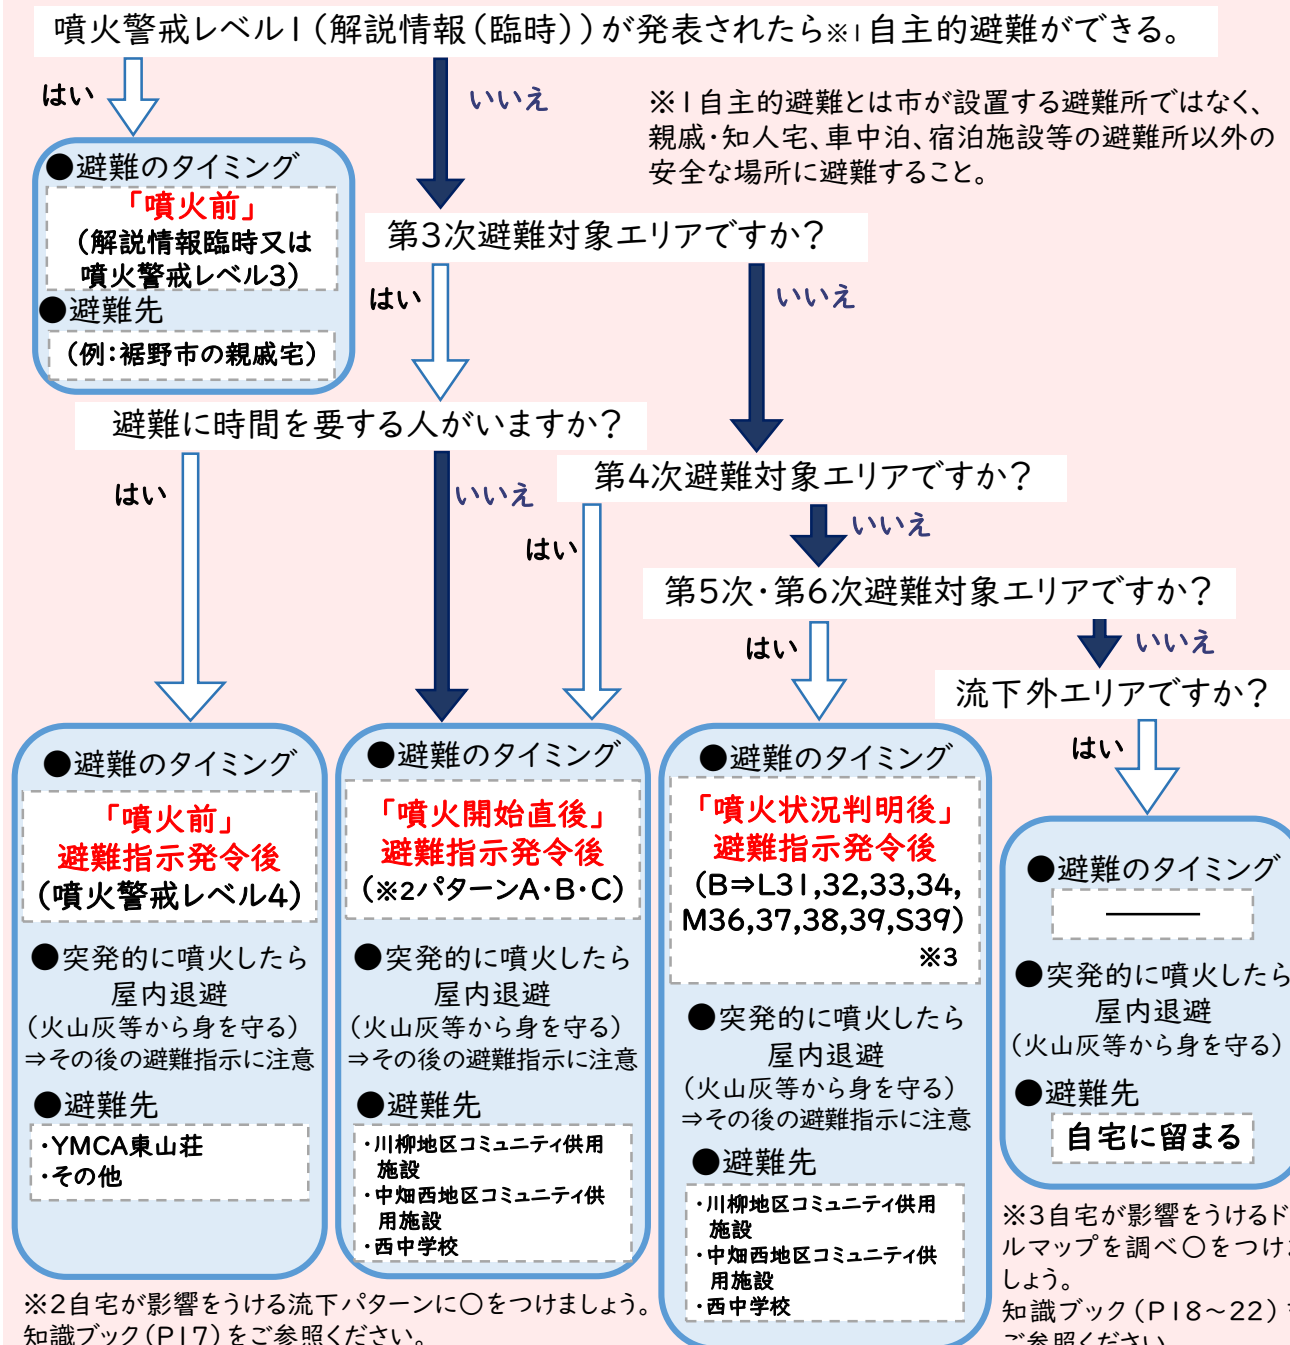 噴火警戒レベル1（解説情報（臨時））が発表されたら※1自主的避難ができる。
はい
いいえ
※1自主的避難とは市が設置する避難所ではなく、
親戚・知人宅、車中泊、宿泊施設等の避難所以外の
安全な場所に避難すること。
●避難のタイミング
「噴火前」
（解説情報臨時又は
噴火警戒レベル3）
●避難先
（例：裾野市の親戚宅）
第3次避難対象エリアですか？
はい
いいえ
避難に時間を要する人がいますか？
はい
いいえ
第4次避難対象エリアですか？
はい
いいえ
第5次・第6次避難対象エリアですか？
はい
いいえ
流下外エリアですか？
はい
●避難のタイミング
「噴火前」
避難指示発令後
（噴火警戒レベル4）
●突発的に噴火したら
屋内退避
（火山灰等から身を守る）
⇒その後の避難指示に注意
●避難先
・YMCA東山荘
・その他
●避難のタイミング
「噴火開始直後」
避難指示発令後
（※2パターンA・B・C）
●突発的に噴火したら
屋内退避
（火山灰等から身を守る）
⇒その後の避難指示に注意
●避難先
・川柳地区コミュニティ供用
施設
・中畑西地区コミュニティ供
用施設
・西中学校
●避難のタイミング
「噴火状況判明後」
避難指示発令後
（B⇒L31,32,33,34,
M36,37,38,39,S39）
※3
●突発的に噴火したら
屋内退避
（火山灰等から身を守る）
⇒その後の避難指示に注意
●避難先
・川柳地区コミュニティ供用
施設
・中畑西地区コミュニティ供
用施設
・西中学校
●避難のタイミング
―――
●突発的に噴火したら
屋内退避
（火山灰等から身を守る）
●避難先
自宅に留まる
※2自宅が影響をうける流下パターンに〇をつけましょう。
知識ブック（P17）をご参照ください。
※3自宅が影響をうけるド
ルマップを調べ〇をつけま
しょう。
知識ブック（P18～22）を
ご参照ください